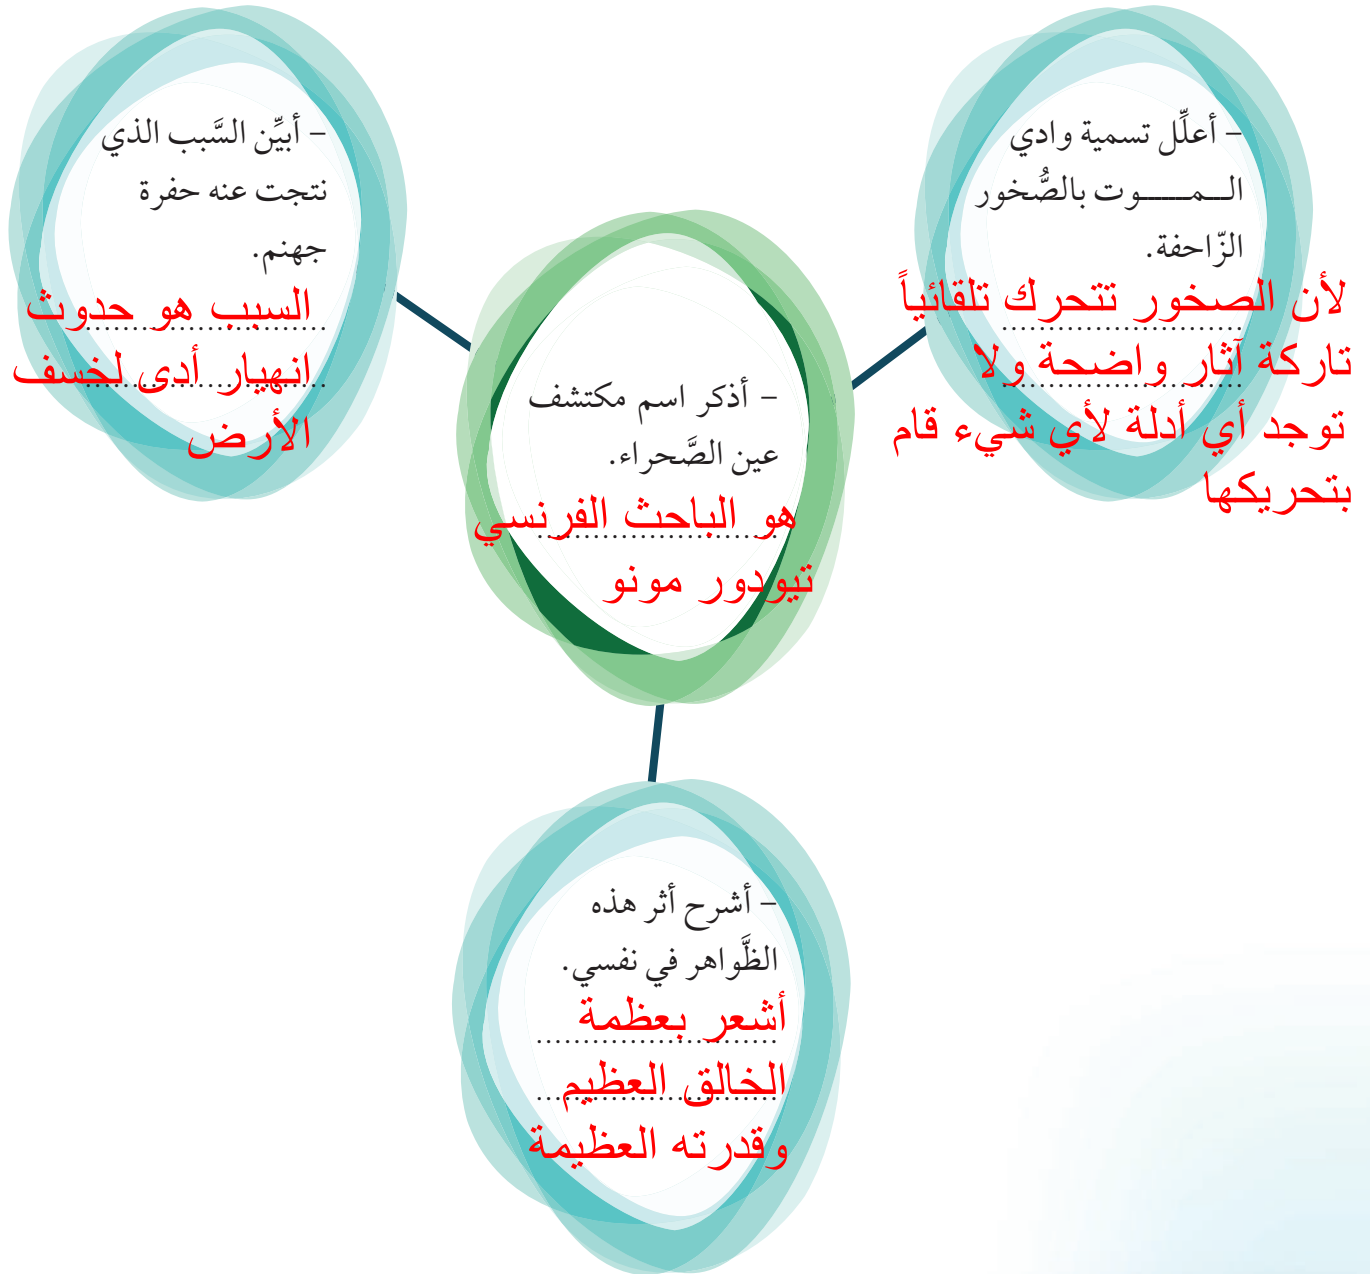 – أعلِّل تسمية وادي
الـمـــــوت بالصُّخور
الزّاحفة.
لأن الصخور تتحرك تلقائياً
تاركة آثار واضحة ولا
توجد أي أدلة لأي شيء قام
بتحريكها
– أبيِّن السَّبب الذي
نتجت عنه حفرة
جهنم.
السبب هو حدوث
انهيار أدى لخسف
الأرض
– أذكر اسم مكتشف
عين الصَّحراء.
هو الباحث الفرنسي
تيودور مونو
– أشرح أثر هذه
الظَّواهر في نفسي.
أشعر بعظمة
الخالق العظيم
وقدرته العظيمة